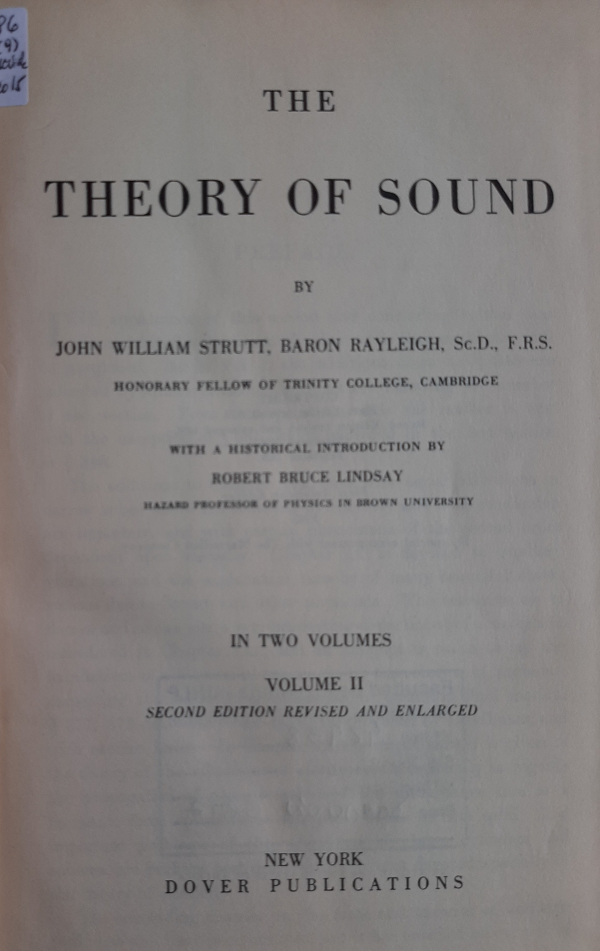 THE
THEORY OF SOUND
BY
JOHN WILLIAM STRUTT, BARON RAYLEIGH, Sc.D., F.R.S.
HONORARY FELLOW OF TRINITY COLLEGE, CAMBRIDGE
WITH A HISTORICAL INTRODUCTION BY
ROBERT BRUCE LINDSAY
HAZARD PROFESSOR OF PHYSICS IN BROWN UNIVERSITY
IN TWO VOLUMES
VOLUME II
SECOND EDITION REVISED AND ENLARGED
NEW YORK
DOVER PUBLICATIONS